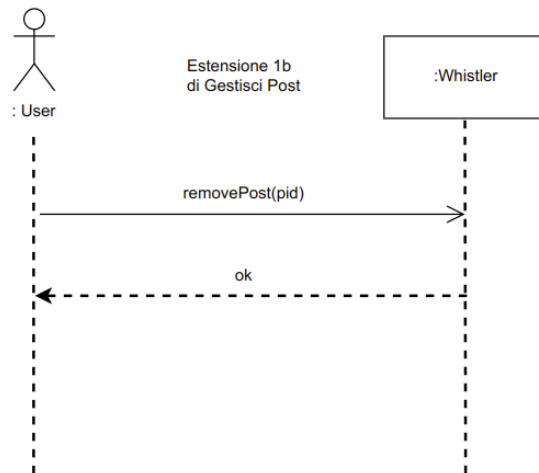 Estensione 1b
di Gestisci Post
:Whistler
: User
removePost(pid)
ok